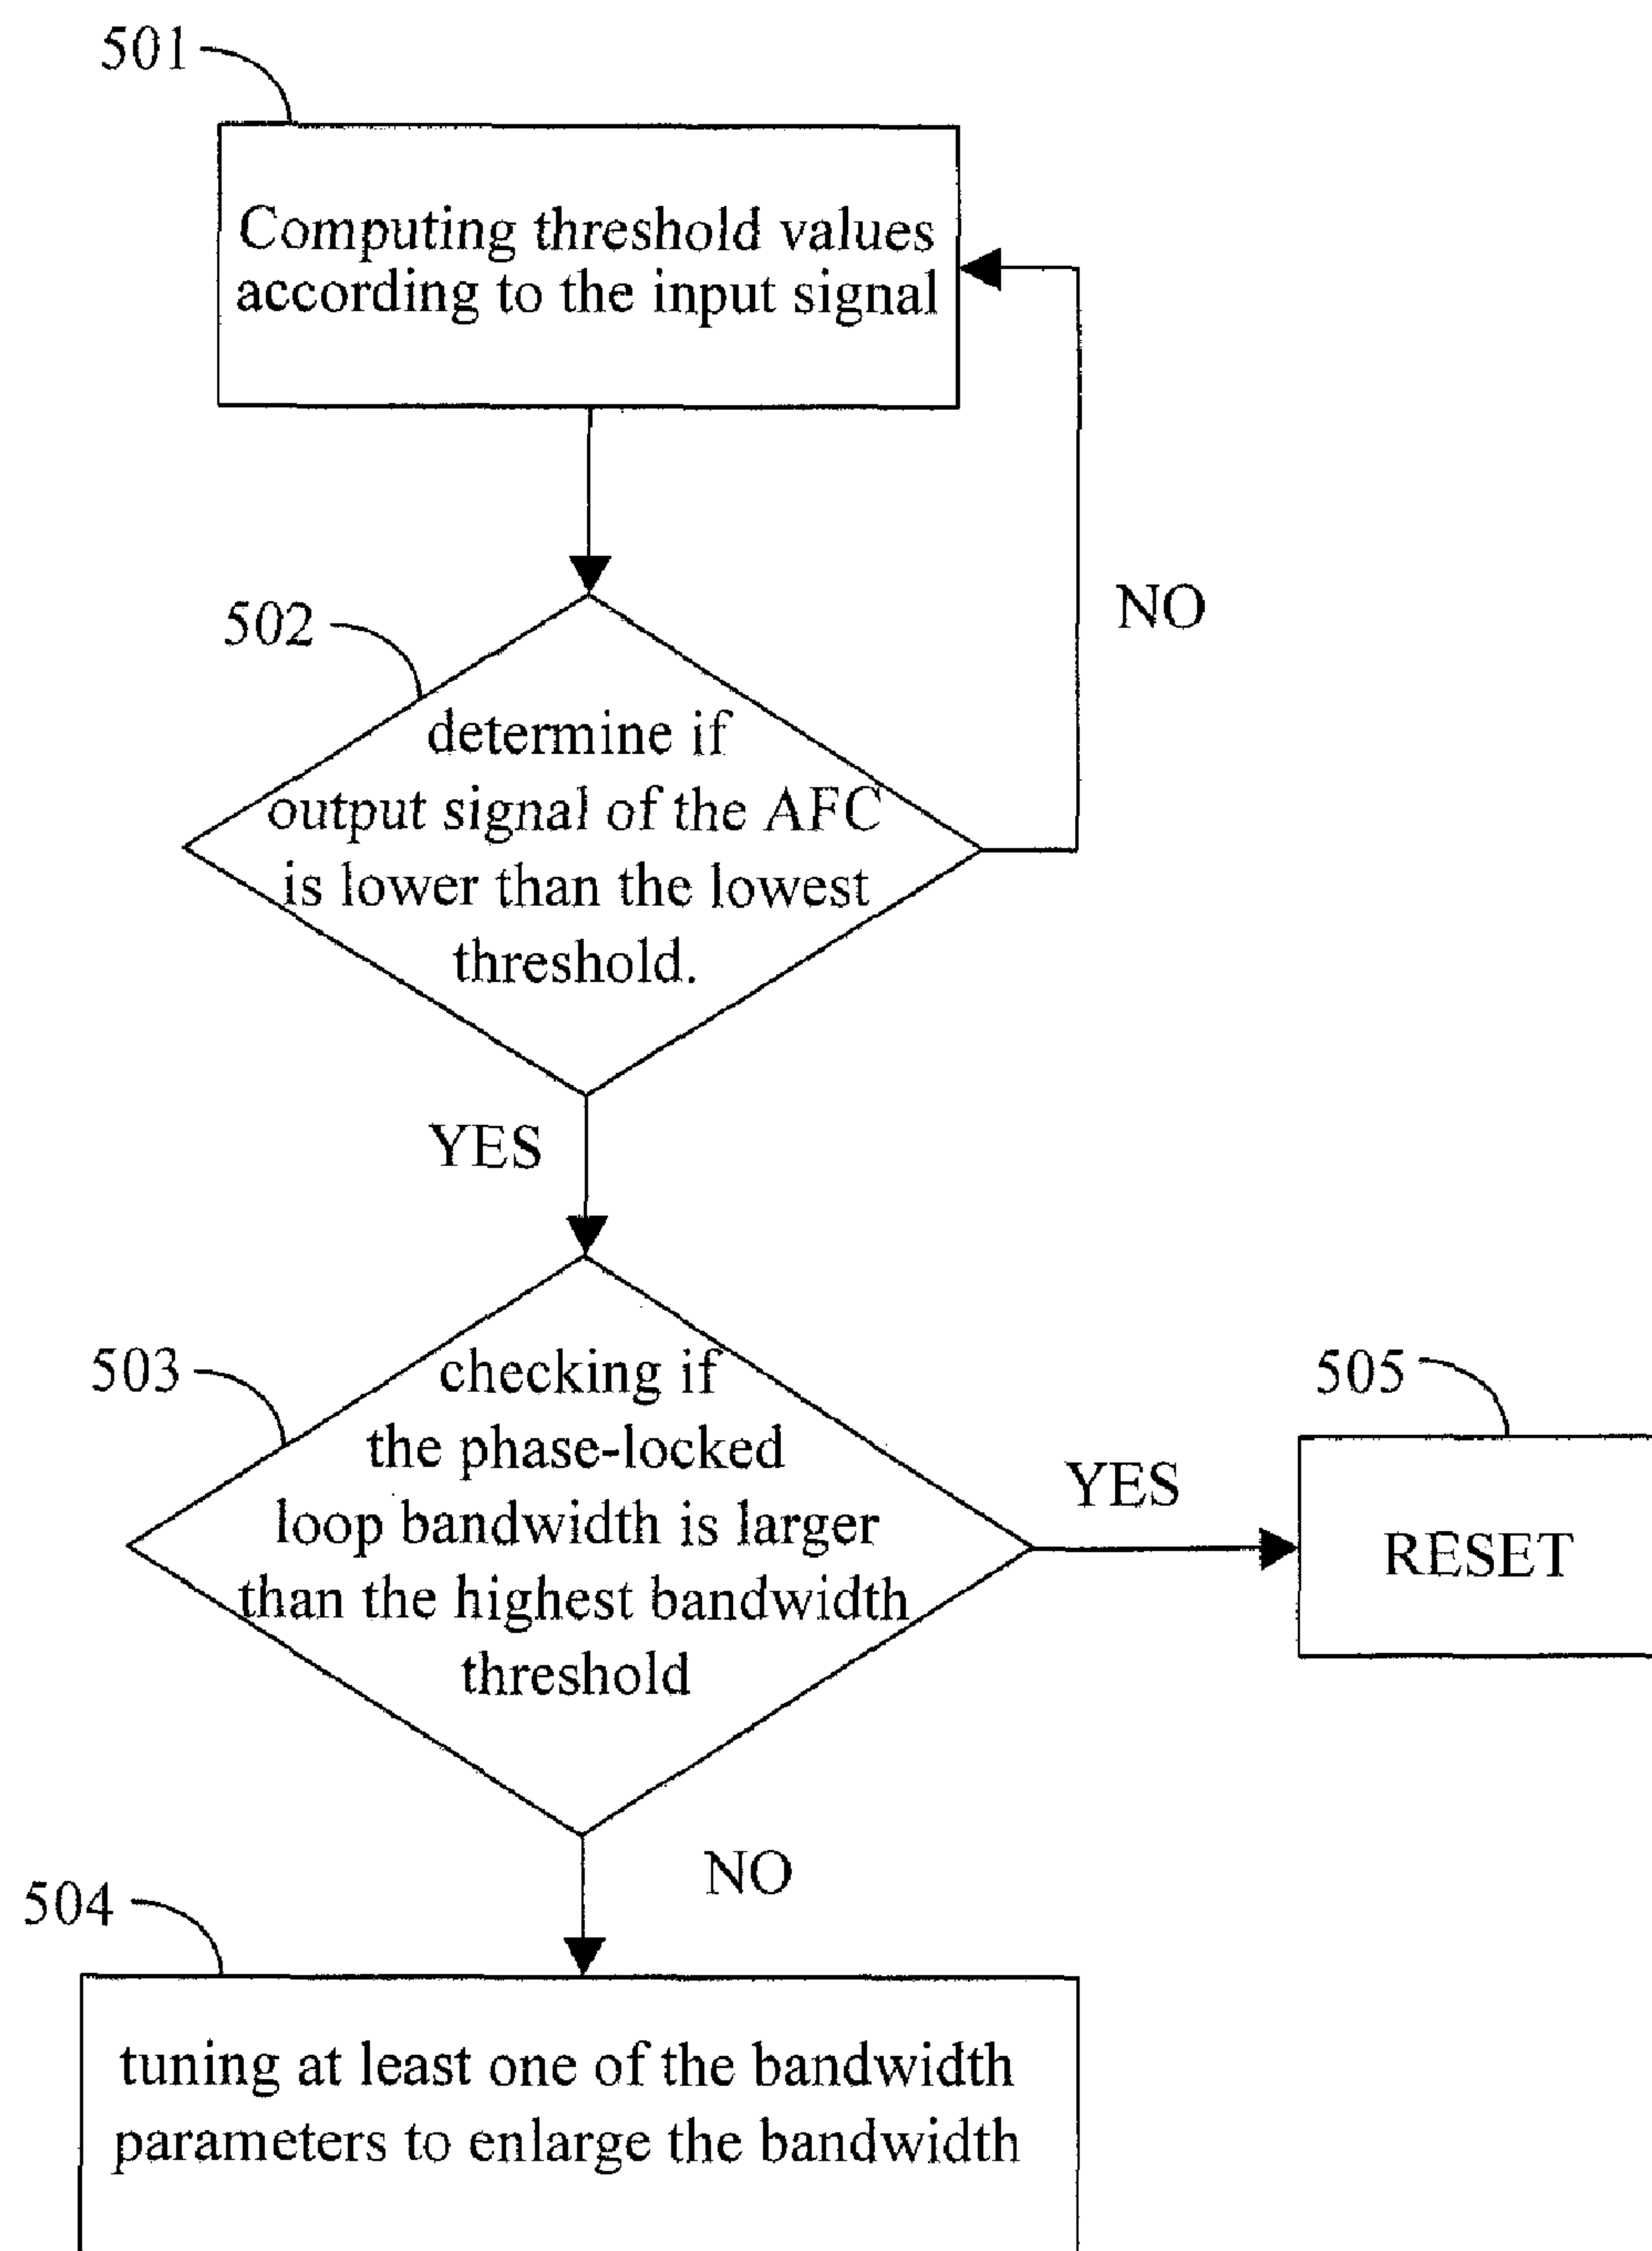 501
Computing threshold values
according to the input signal
NO
502
determine if
output signal of the AFC
is lower than the lowest
threshold.
YES
503
checking if
the phase-locked
loop bandwidth is larger
than the highest bandwidth
threshold
YES
505
RESET
NO
504
tuning at least one of the bandwidth
parameters to enlarge the bandwidth